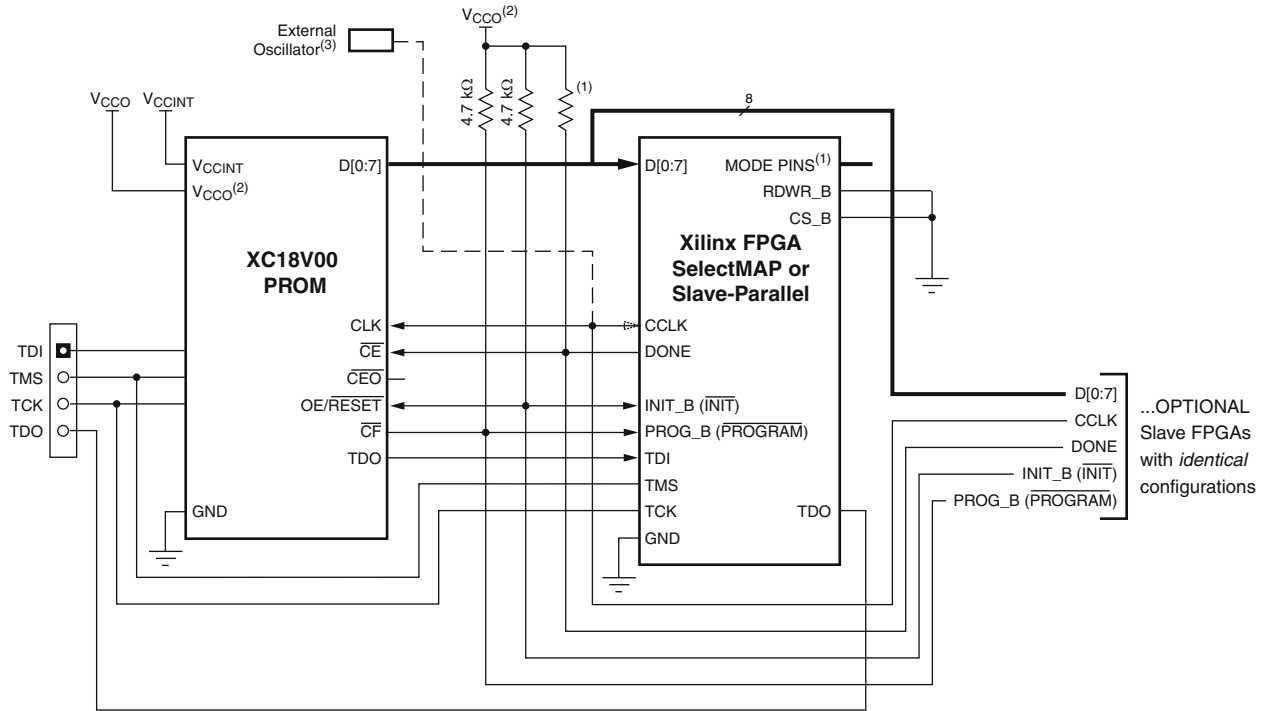 External
Oscillator(3)
VCCO(2)
VCCO
VCCINT
4.7 kΩ
4.7 kΩ
(1)
8
VCCINT
VCCO(2)
D[0:7]
XC18V00
PROM
CLK
CE
CEO
OE/RESET
CF
TDO
GND
D[0:7]
MODE PINS(1)
RDWR_B
CS_B
Xilinx FPGA
SelectMAP or
Slave-Parallel
CCLK
DONE
INIT_B (INIT)
PROG_B (PROGRAM)
TDI
TMS
TCK
TDO
GND
TDI
TMS
TCK
TDO
D[0:7]
CCLK
DONE
INIT_B (INIT)
PROG_B (PROGRAM)
...OPTIONAL
Slave FPGAs
with identical
configurations